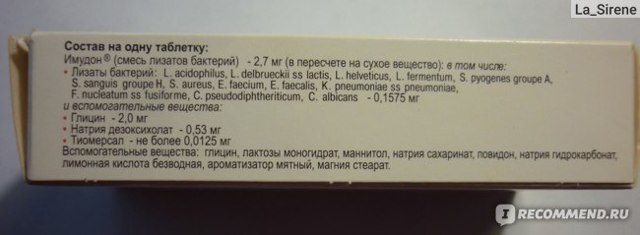 La_Sirene
Состав на одну таблетку:
Имудон® (смесь лизатов бактерий) - 2,7 мг (в пересчете на сухое вещество): в том числе:
• Лизаты бактерий: L. acidophilus, L. delbrueckii ss lactis, L. helveticus, L. fermentum, S. pyogenes groupe A,
S. sanguis groupe H, S. aureus, E. faecium, E. faecalis, K. pneumoniae ss pneumoniae,
F. nucleatum ss fusiforme, C. pseudodiphtheriticum, C. albicans - 0,1575мг
и вспомогательные вещества:
• Глицин - 2,0 мг
• Натрия дезоксихолат - 0,53 мг
• Тиомерсал - не более 0,0125 мг
Вспомогательные вещества: глицин, лактозы моногидрат, маннитол, натрия сахаринат, повидон, натрия гидрокарбонат,
лимонная кислота безводная, ароматизатор мятный, магния стеарат.
IRECOMMEND.RU